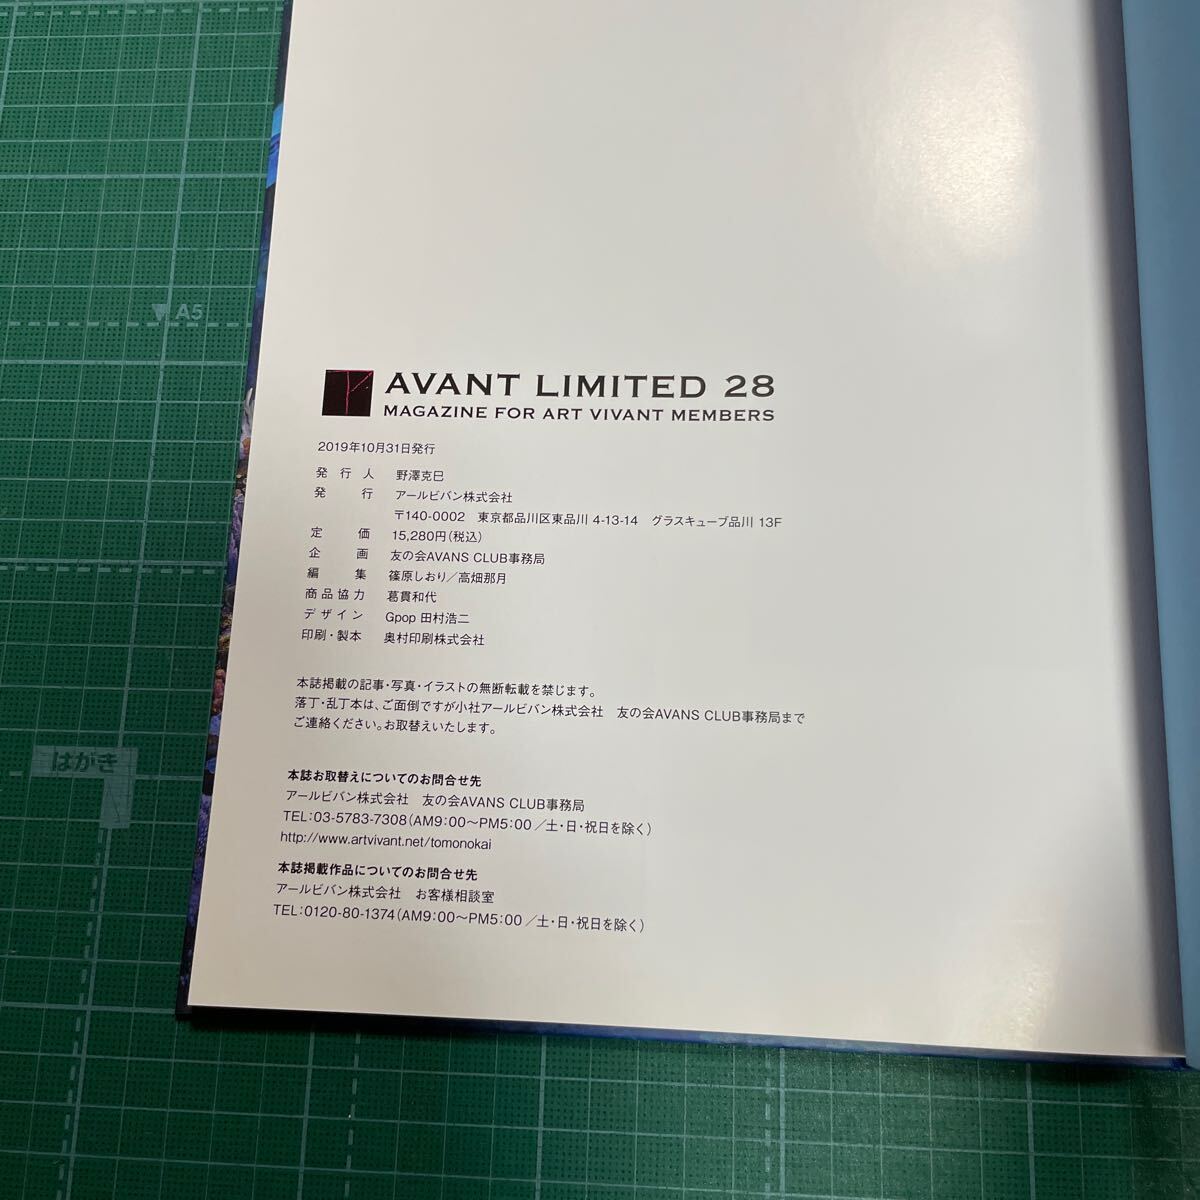 AVANT LIMITED 28
MAGAZINE FOR ART VIVANT MEMBERS
2019年10月31日発行
発行人 野澤克巳
発行 アールビバン株式会社
〒140-0002 東京都品川区東品川 4-13-14 グラスキューブ品川 13F
定価 15,280円(税込)
企画 友の会AVANS CLUB事務局
編集 篠原しおり／高畑那月
商品協力 葛貫和代
デザイン Gpop 田村浩二
印刷・製本 奥村印刷株式会社
本誌掲載の記事・写真・イラストの無断転載を禁じます。
落丁・乱丁本は、ご面倒ですが小社アールビバン株式会社 友の会AVANS CLUB事務局まで
ご連絡ください。お取替えいたします。
本誌お取替えについてのお問合せ先
アールビバン株式会社 友の会AVANS CLUB事務局
TEL:03-5783-7308(AM9:00〜PM5:00／土・日・祝日を除く)
http://www.artvivant.net/tomonokai
本誌掲載作品についてのお問合せ先
アールビバン株式会社 お客様相談室
TEL:0120-80-1374(AM9:00〜PM5:00／土・日・祝日を除く)
▼A5
はがき